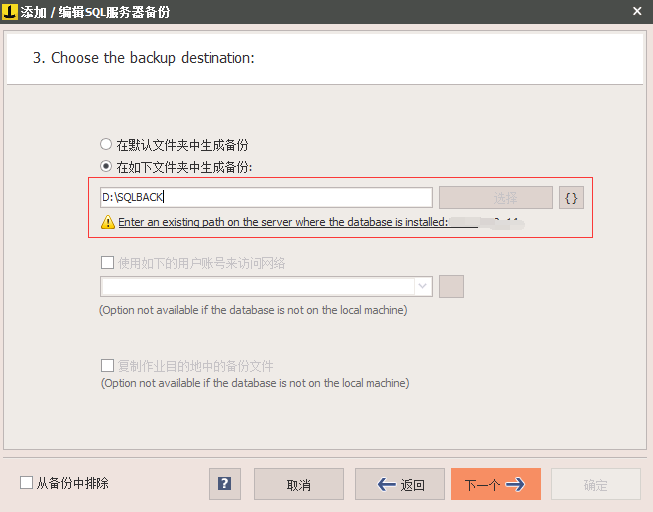 添加 / 编辑SQL服务器备份
3. Choose the backup destination:
在默认文件夹中生成备份
在如下文件夹中生成备份:
D:\SQLBACK
选择
{}
Enter an existing path on the server where the database is installed:
使用如下的用户账号来访问网络
(Option not available if the database is not on the local machine)
复制作业目的地中的备份文件
(Option not available if the database is not on the local machine)
从备份中排除
?
取消
返回
下一个
确定